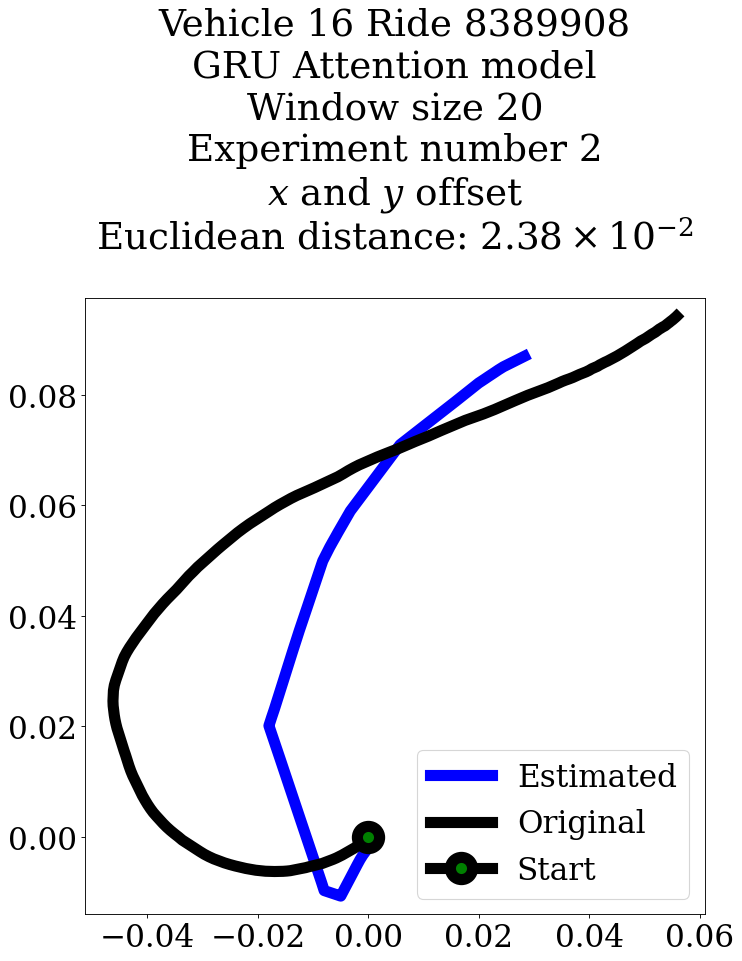 Vehicle 16 Ride 8389908
GRU Attention model
Window size 20
Experiment number 2
x and y offset
Euclidean distance: 2.38 × 10⁻²
0.08
0.06
0.04
0.02
0.00
Estimated
Original
Start
−0.04 −0.02 0.00 0.02 0.04 0.06